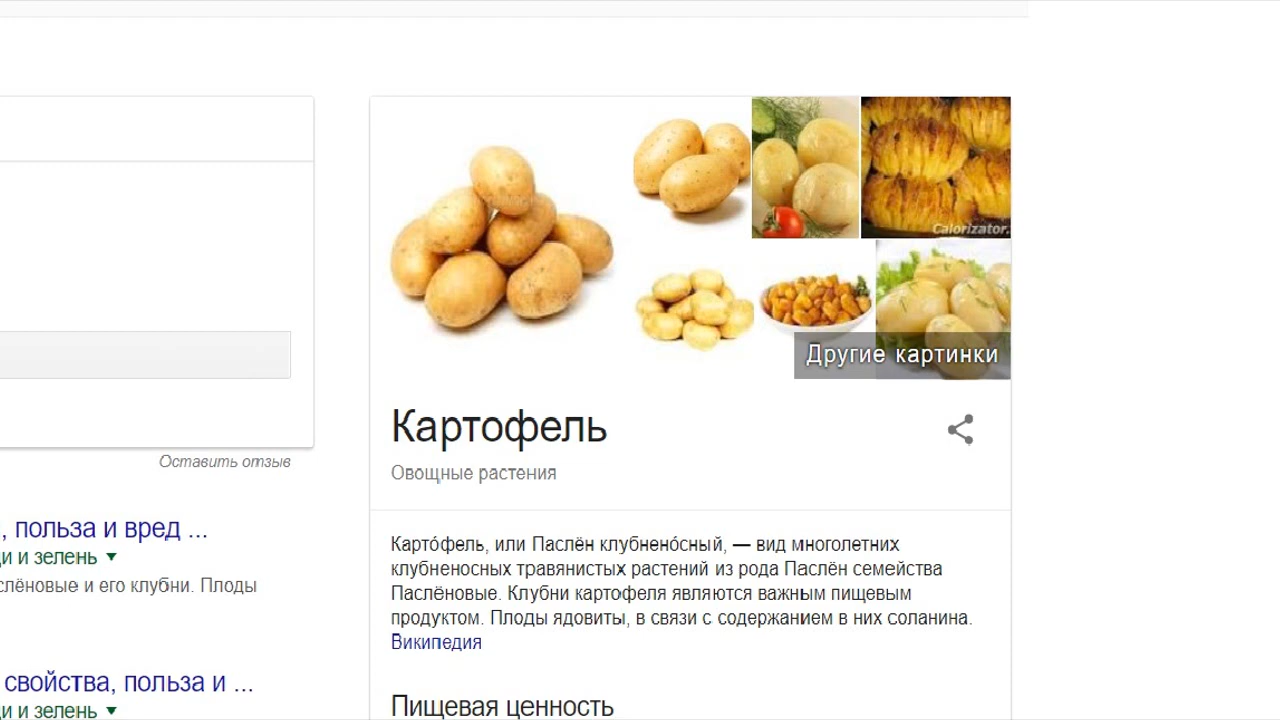 Calorizator.
Другие картинки
Картофель
Овощные растения
Карто́фель, или Паслён клубнено́сный, — вид многолетних
клубненосных травянистых растений из рода Паслён семейства
Паслёновые. Клубни картофеля являются важным пищевым
продуктом. Плоды ядовиты, в связи с содержанием в них соланина.
Википедия
Пищевая ценность
Оставить отзыв
, польза и вред ...
и и зелень
слёновые и его клубни. Плоды
свойства, польза и ...
и и зелень